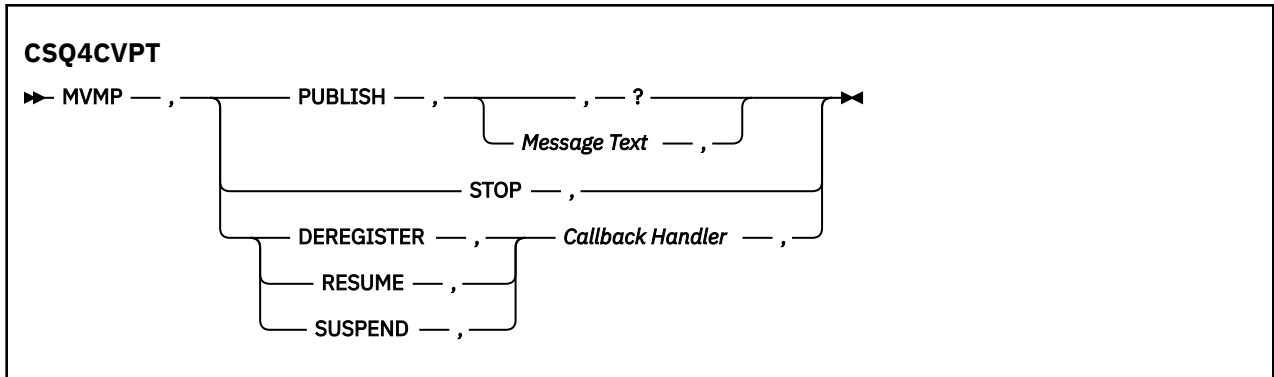 CSQ4CVPT
MVMP , PUBLISH , , ?
Message Text ,
STOP ,
DEREGISTER , Callback Handler ,
RESUME ,
SUSPEND ,